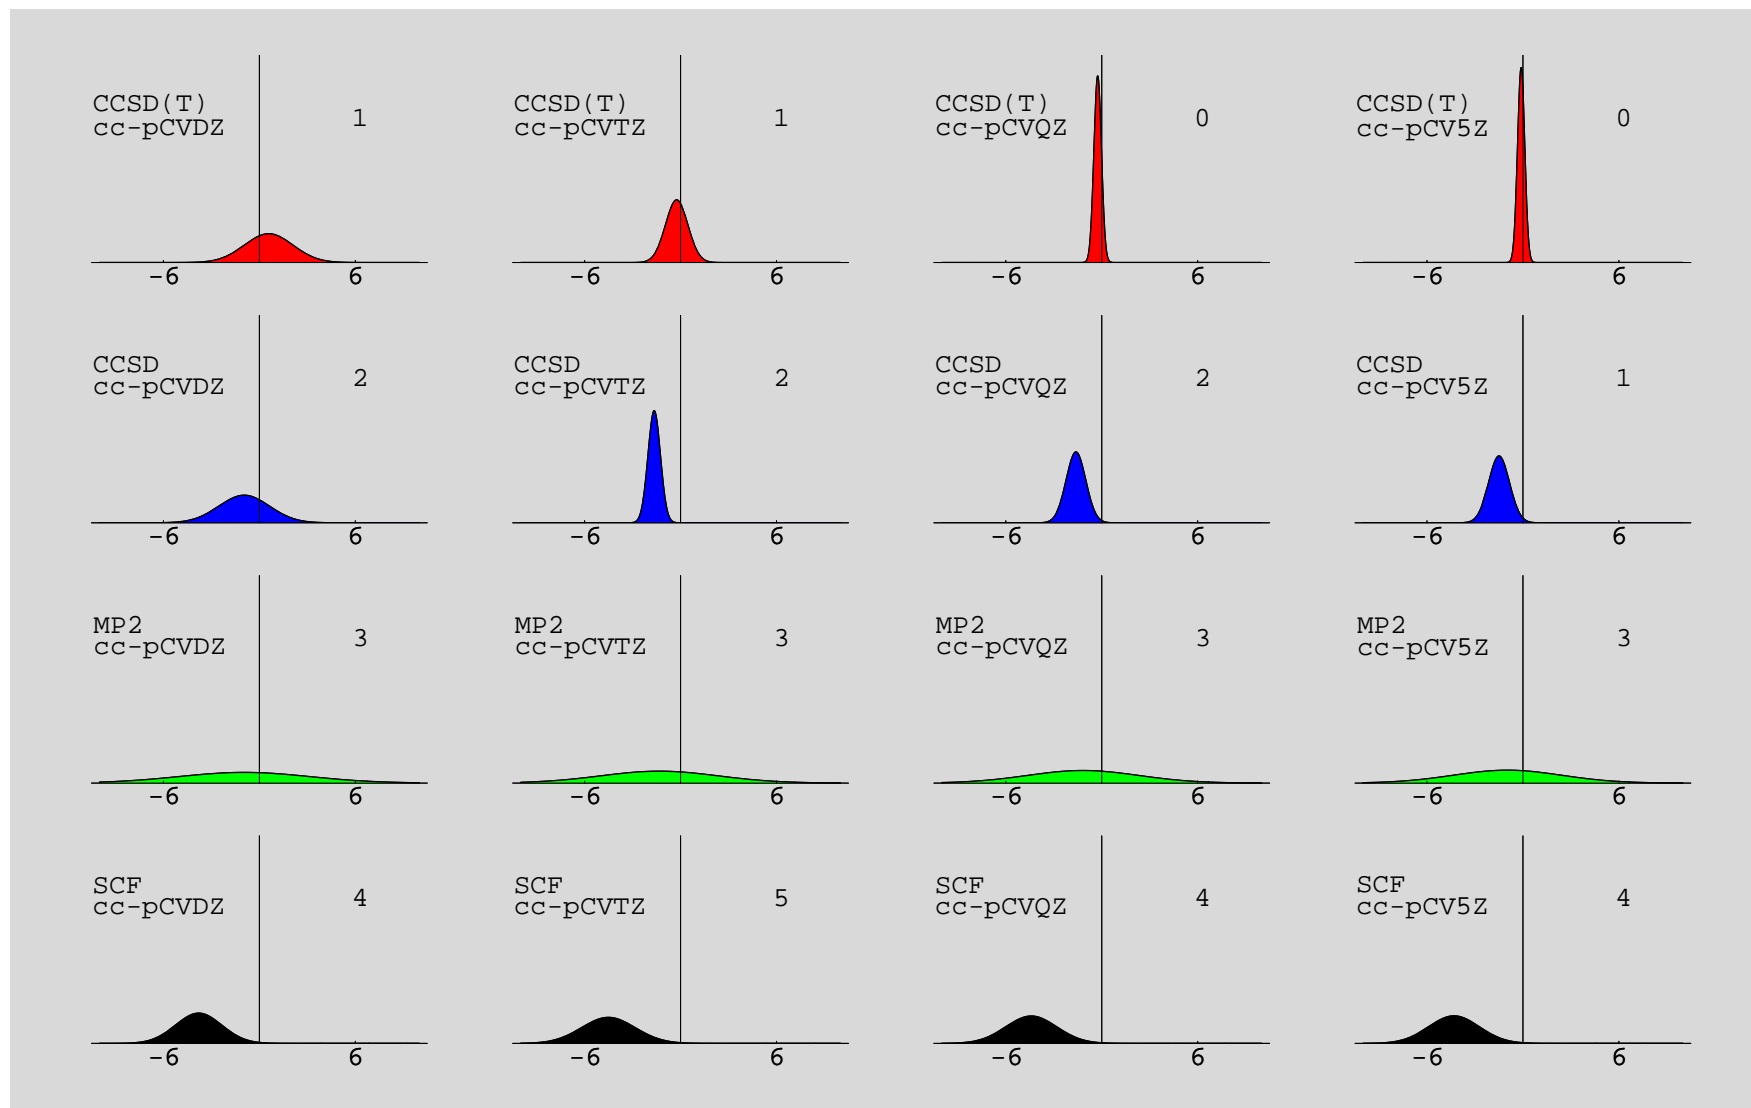 CCSD(T)
cc-pCVDZ
1
-6 6
CCSD(T)
cc-pCVTZ
1
-6 6
CCSD(T)
cc-pCVQZ
0
-6 6
CCSD(T)
cc-pCV5Z
0
-6 6
CCSD
cc-pCVDZ
2
-6 6
CCSD
cc-pCVTZ
2
-6 6
CCSD
cc-pCVQZ
2
-6 6
CCSD
cc-pCV5Z
1
-6 6
MP2
cc-pCVDZ
3
-6 6
MP2
cc-pCVTZ
3
-6 6
MP2
cc-pCVQZ
3
-6 6
MP2
cc-pCV5Z
3
-6 6
SCF
cc-pCVDZ
4
-6 6
SCF
cc-pCVTZ
5
-6 6
SCF
cc-pCVQZ
4
-6 6
SCF
cc-pCV5Z
4
-6 6